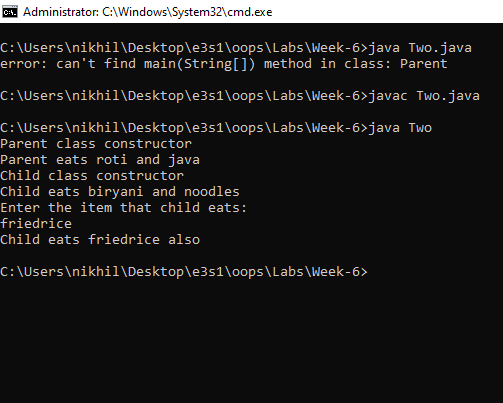 Administrator: C:\Windows\System32\cmd.exe
C:\Users\nikhil\Desktop\e3s1\oops\Labs\Week-6>java Two.java
error: can't find main(String[]) method in class: Parent
C:\Users\nikhil\Desktop\e3s1\oops\Labs\Week-6>javac Two.java
C:\Users\nikhil\Desktop\e3s1\oops\Labs\Week-6>java Two
Parent class constructor
Parent eats roti and java
Child class constructor
Child eats biryani and noodles
Enter the item that child eats:
friedrice
Child eats friedrice also
C:\Users\nikhil\Desktop\e3s1\oops\Labs\Week-6>